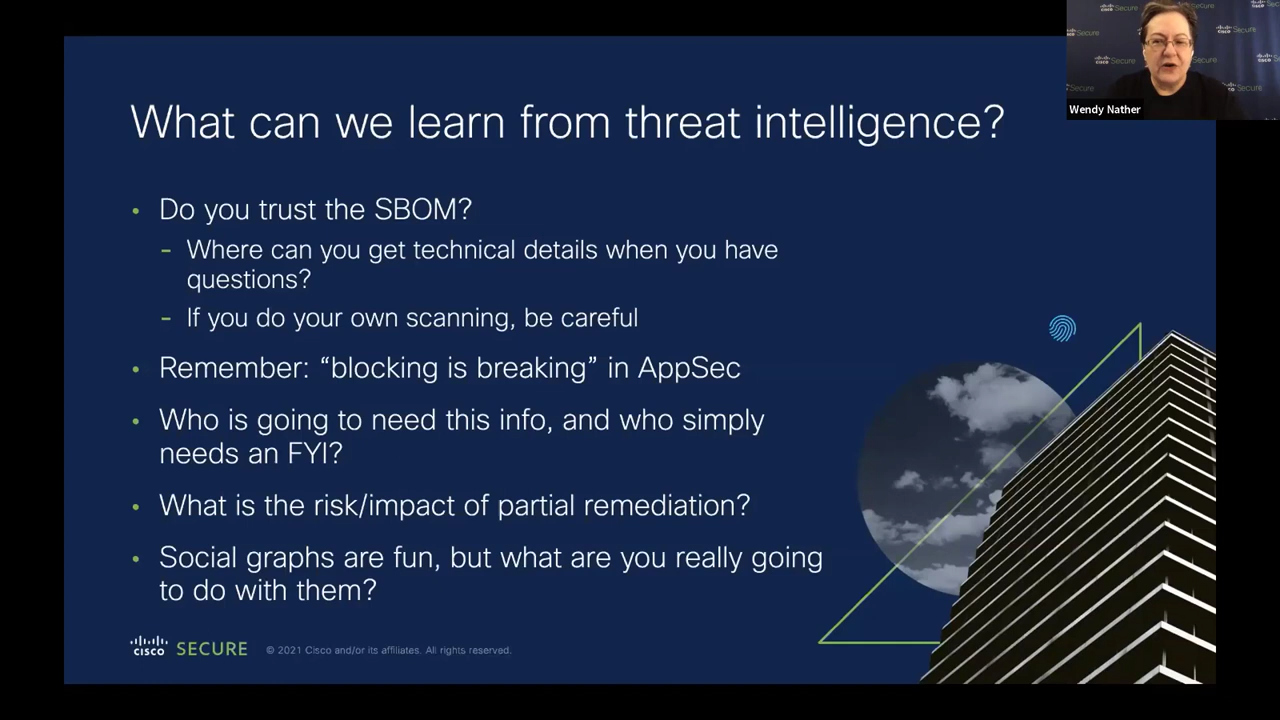 What can we learn from threat intelligence?
• Do you trust the SBOM?
– Where can you get technical details when you have
questions?
– If you do your own scanning, be careful
• Remember: “blocking is breaking” in AppSec
• Who is going to need this info, and who simply
needs an FYI?
• What is the risk/impact of partial remediation?
• Social graphs are fun, but what are you really going
to do with them?
cisco SECURE © 2021 Cisco and/or its affiliates. All rights reserved.
Wendy Nather
cisco Secure